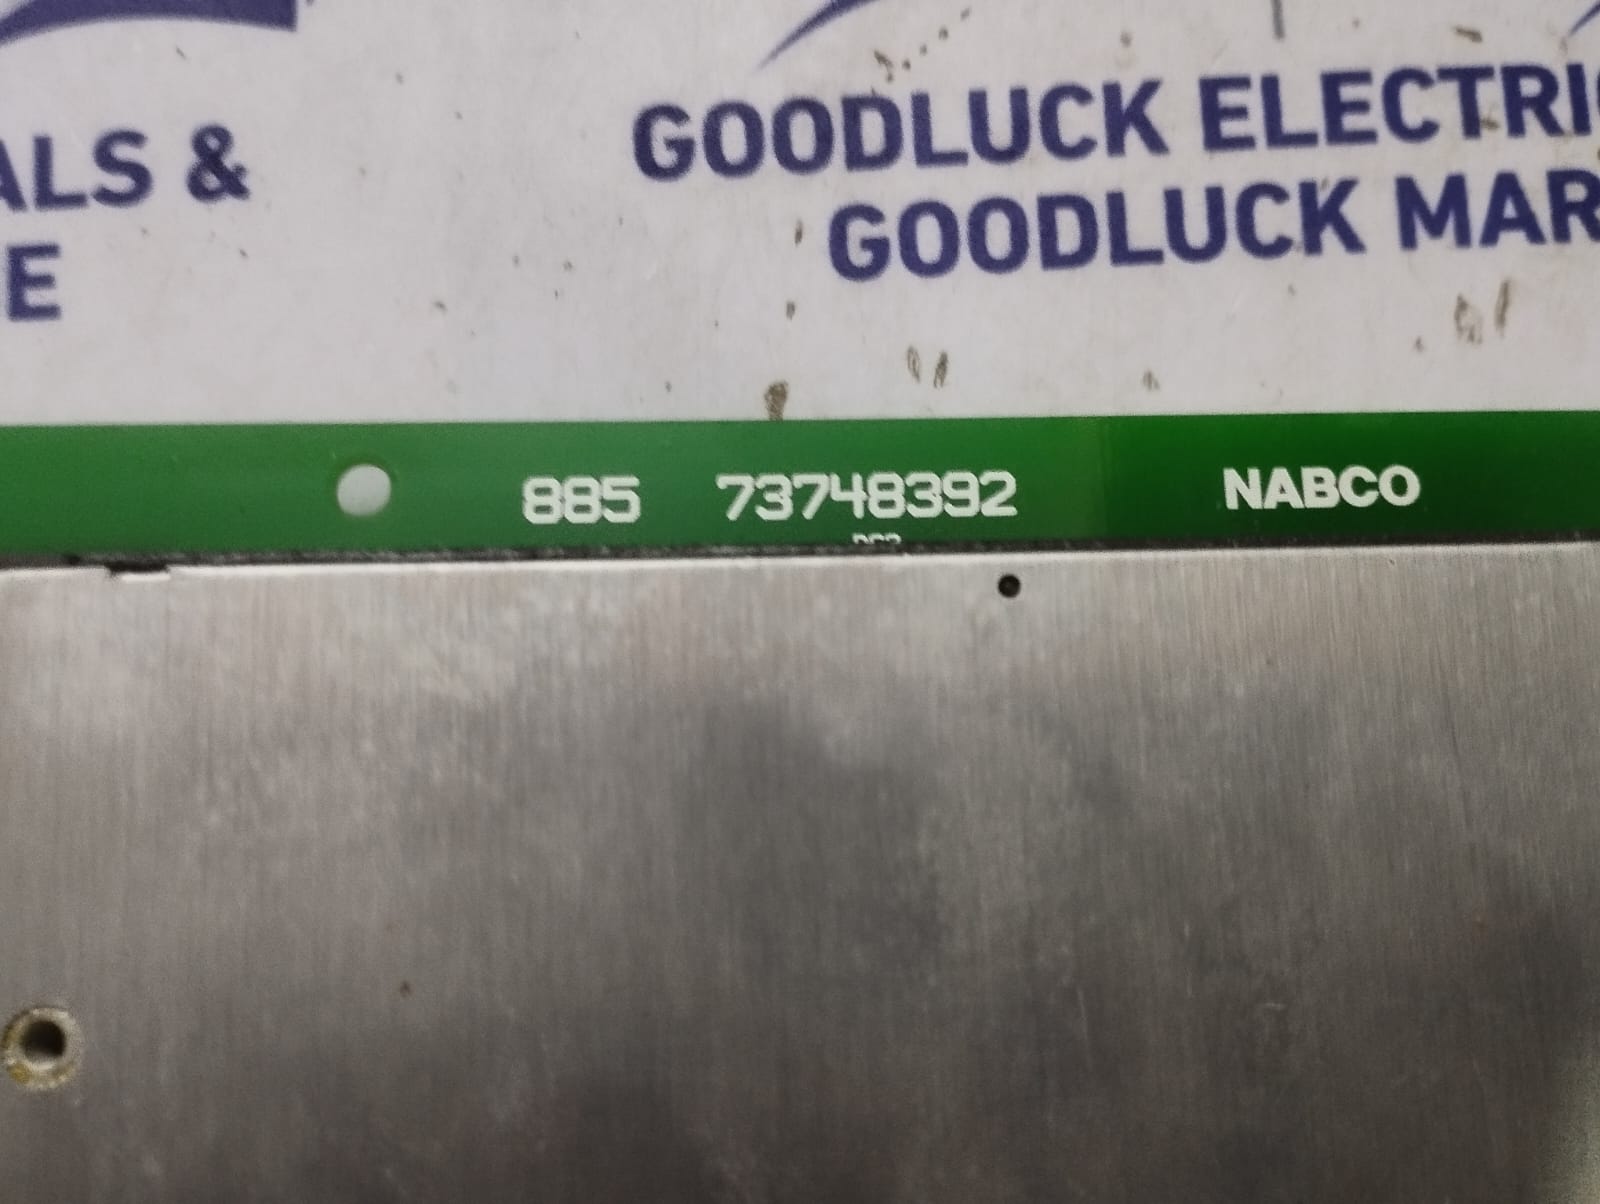 ALS &
E
GOODLUCK ELECTRI
GOODLUCK MAR
885 73748392 NABCO